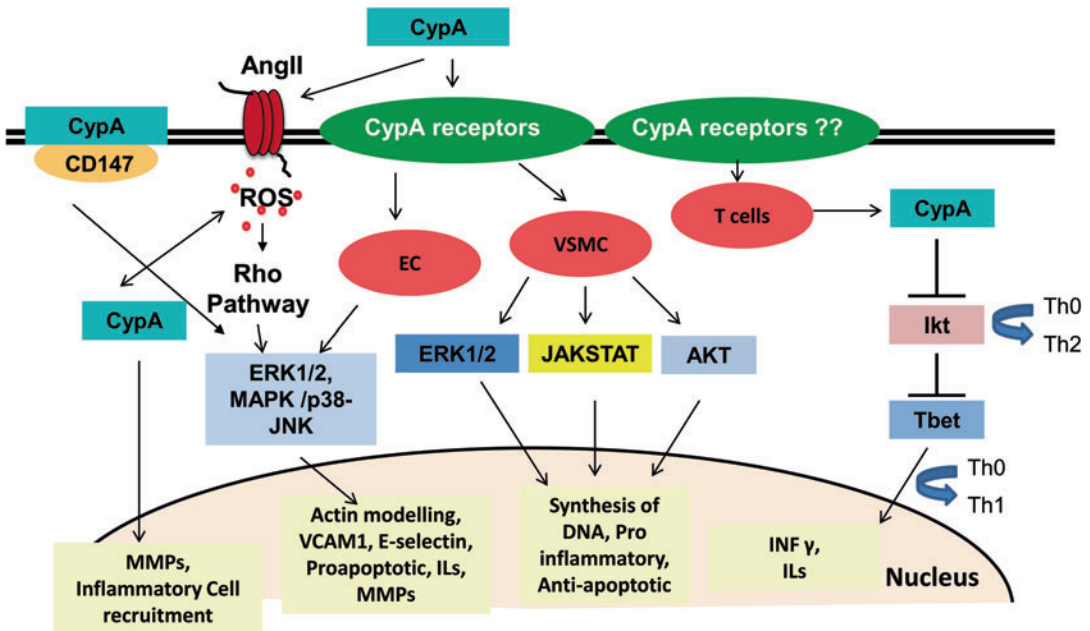 CypA
AngII
CypA
CD147
CypA receptors
CypA receptors ??
ROS
EC
VSMC
T cells
CypA
Rho
Pathway
CypA
Ikt
Th0
Th2
ERK1/2,
MAPK /p38-
JNK
ERK1/2
JAKSTAT
AKT
Tbet
Th0
Th1
MMPs,
Inflammatory Cell
recruitment
Actin modelling,
VCAM1, E-selectin,
Proapoptotic, ILs,
MMPs
Synthesis of
DNA, Pro
inflammatory,
Anti-apoptotic
INF γ,
ILs
Nucleus